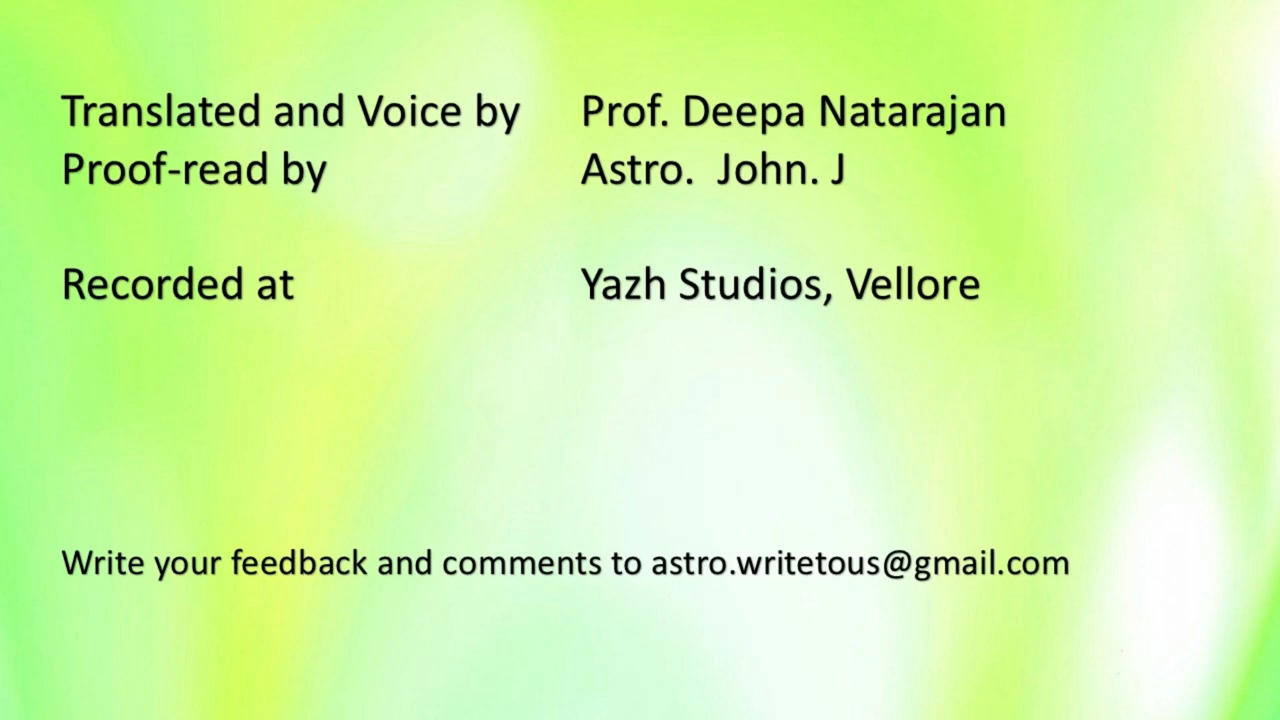 Translated and Voice by Prof. Deepa Natarajan
Proof-read by Astro. John. J
Recorded at Yazh Studios, Vellore
Write your feedback and comments to astro.writetous@gmail.com